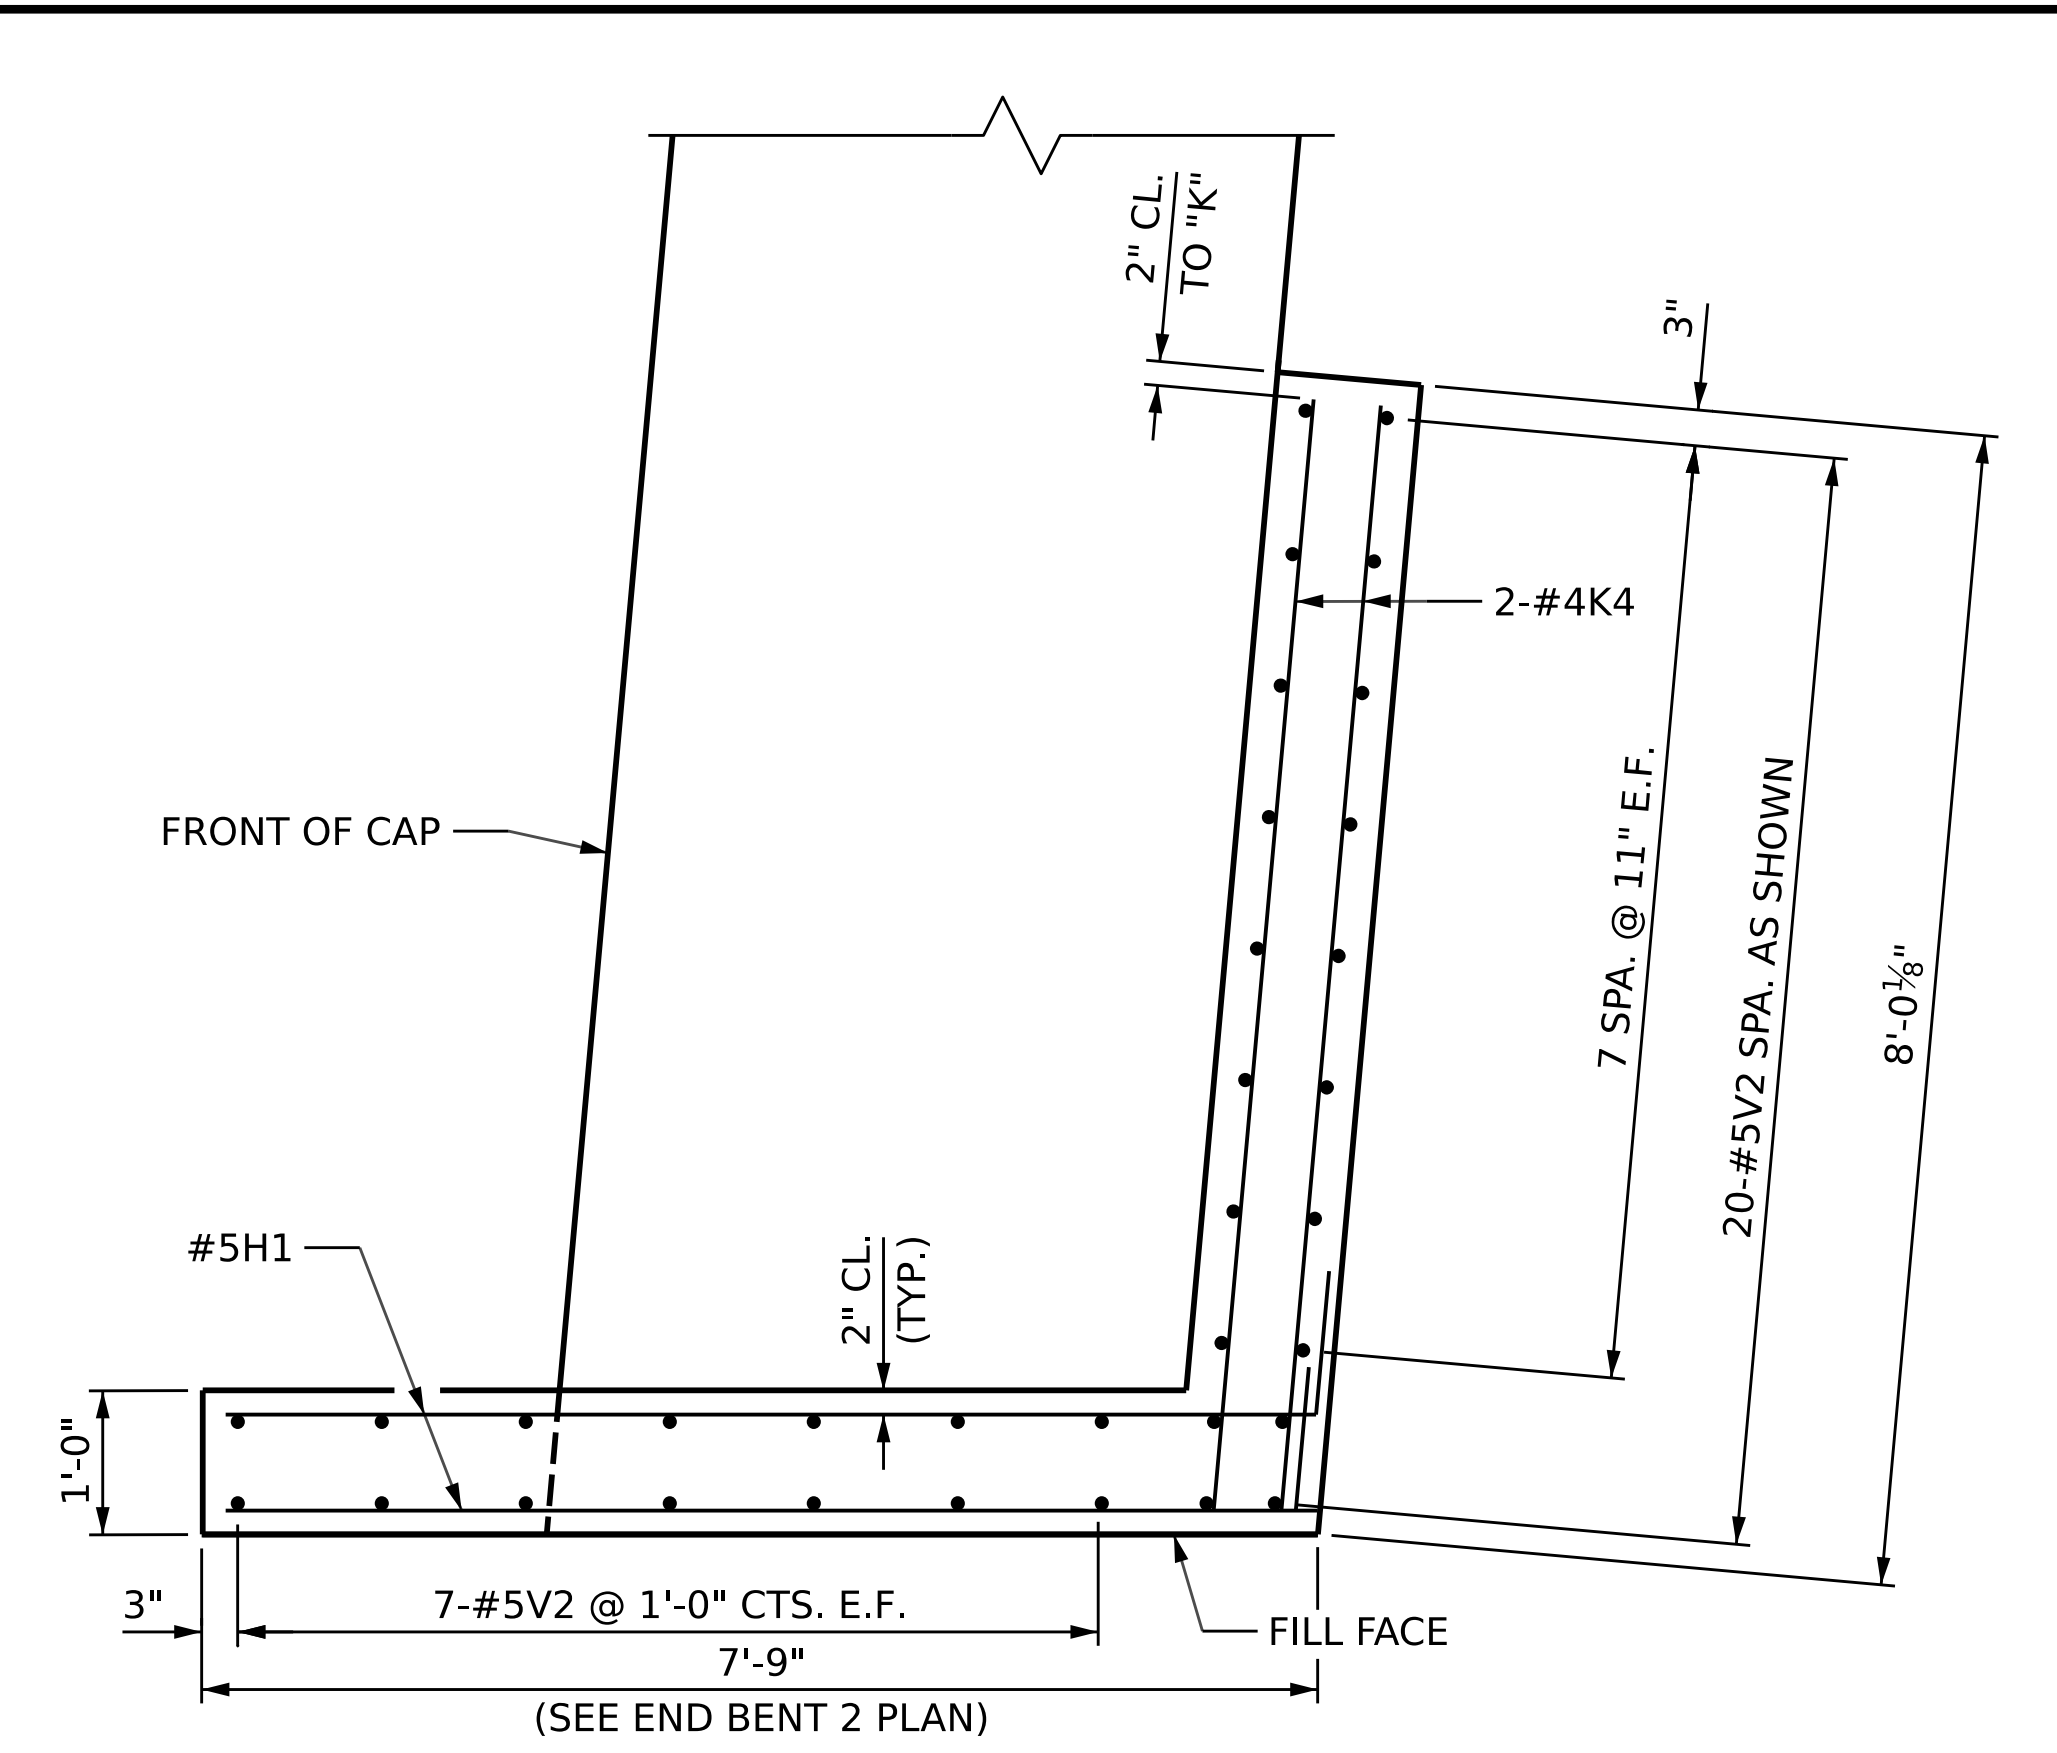 2" CL.
TO "K"
3"
2-#4K4
7 SPA. @ 11" E.F.
20-#5V2 SPA. AS SHOWN
8'-0⅛"
FRONT OF CAP
#5H1
2" CL.
(TYP.)
1'-0"
3"
7-#5V2 @ 1'-0" CTS. E.F.
FILL FACE
7'-9"
(SEE END BENT 2 PLAN)